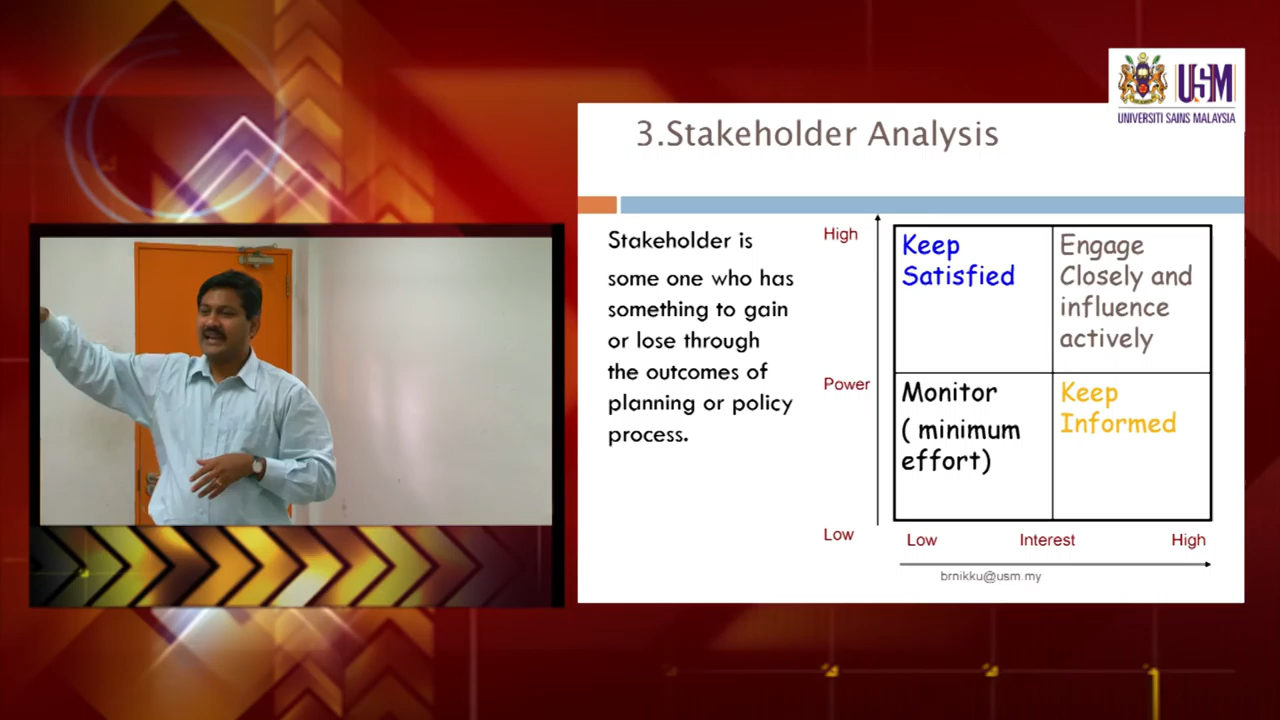 USM
UNIVERSITI SAINS MALAYSIA
3.Stakeholder Analysis
Stakeholder is
some one who has
something to gain
or lose through
the outcomes of
planning or policy
process.
High
Power
Low
Keep
Satisfied
Engage
Closely and
influence
actively
Monitor
( minimum
effort)
Keep
Informed
Low
Interest
High
brnikku@usm.my